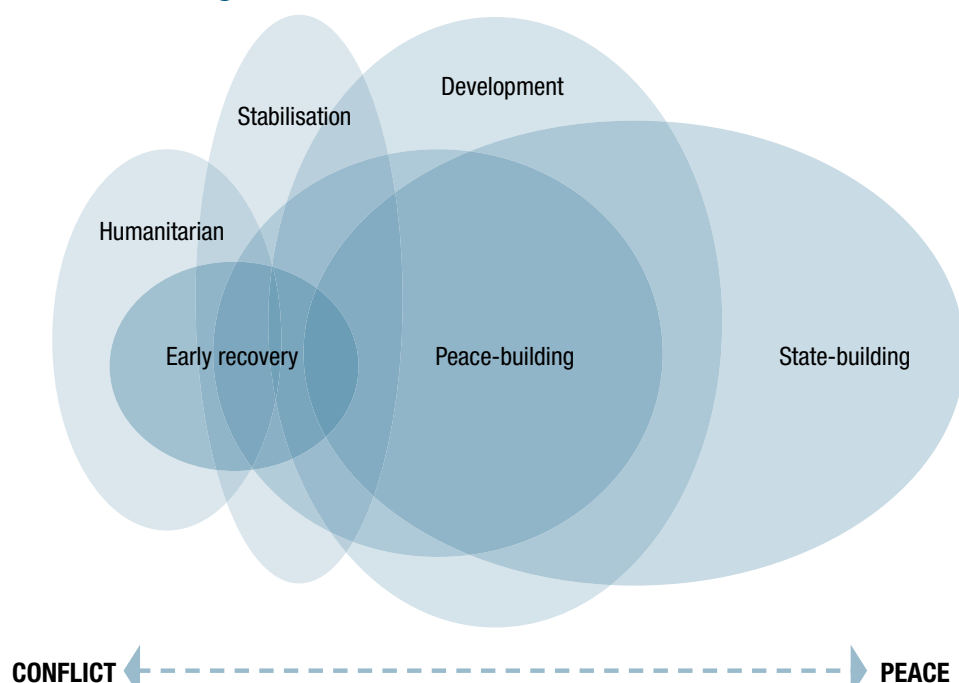 Development
Stabilisation
Humanitarian
Early recovery
Peace-building
State-building
CONFLICT
PEACE